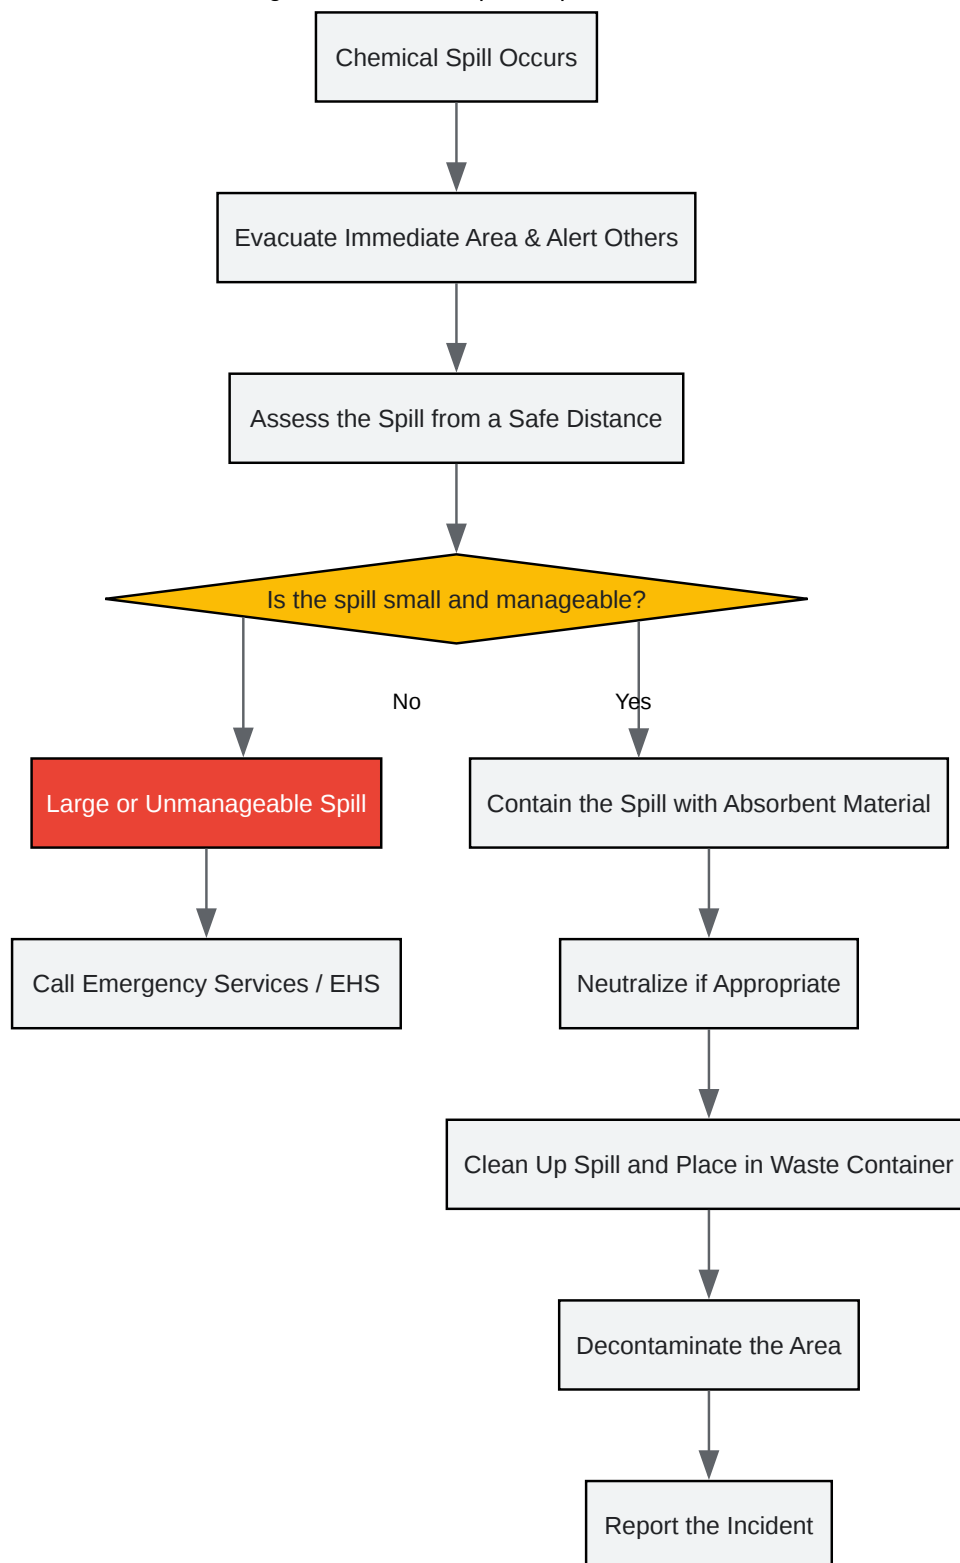 Chemical Spill Occurs
Evacuate Immediate Area & Alert Others
Assess the Spill from a Safe Distance
Is the spill small and manageable?
No
Yes
Large or Unmanageable Spill
Contain the Spill with Absorbent Material
Call Emergency Services / EHS
Neutralize if Appropriate
Clean Up Spill and Place in Waste Container
Decontaminate the Area
Report the Incident